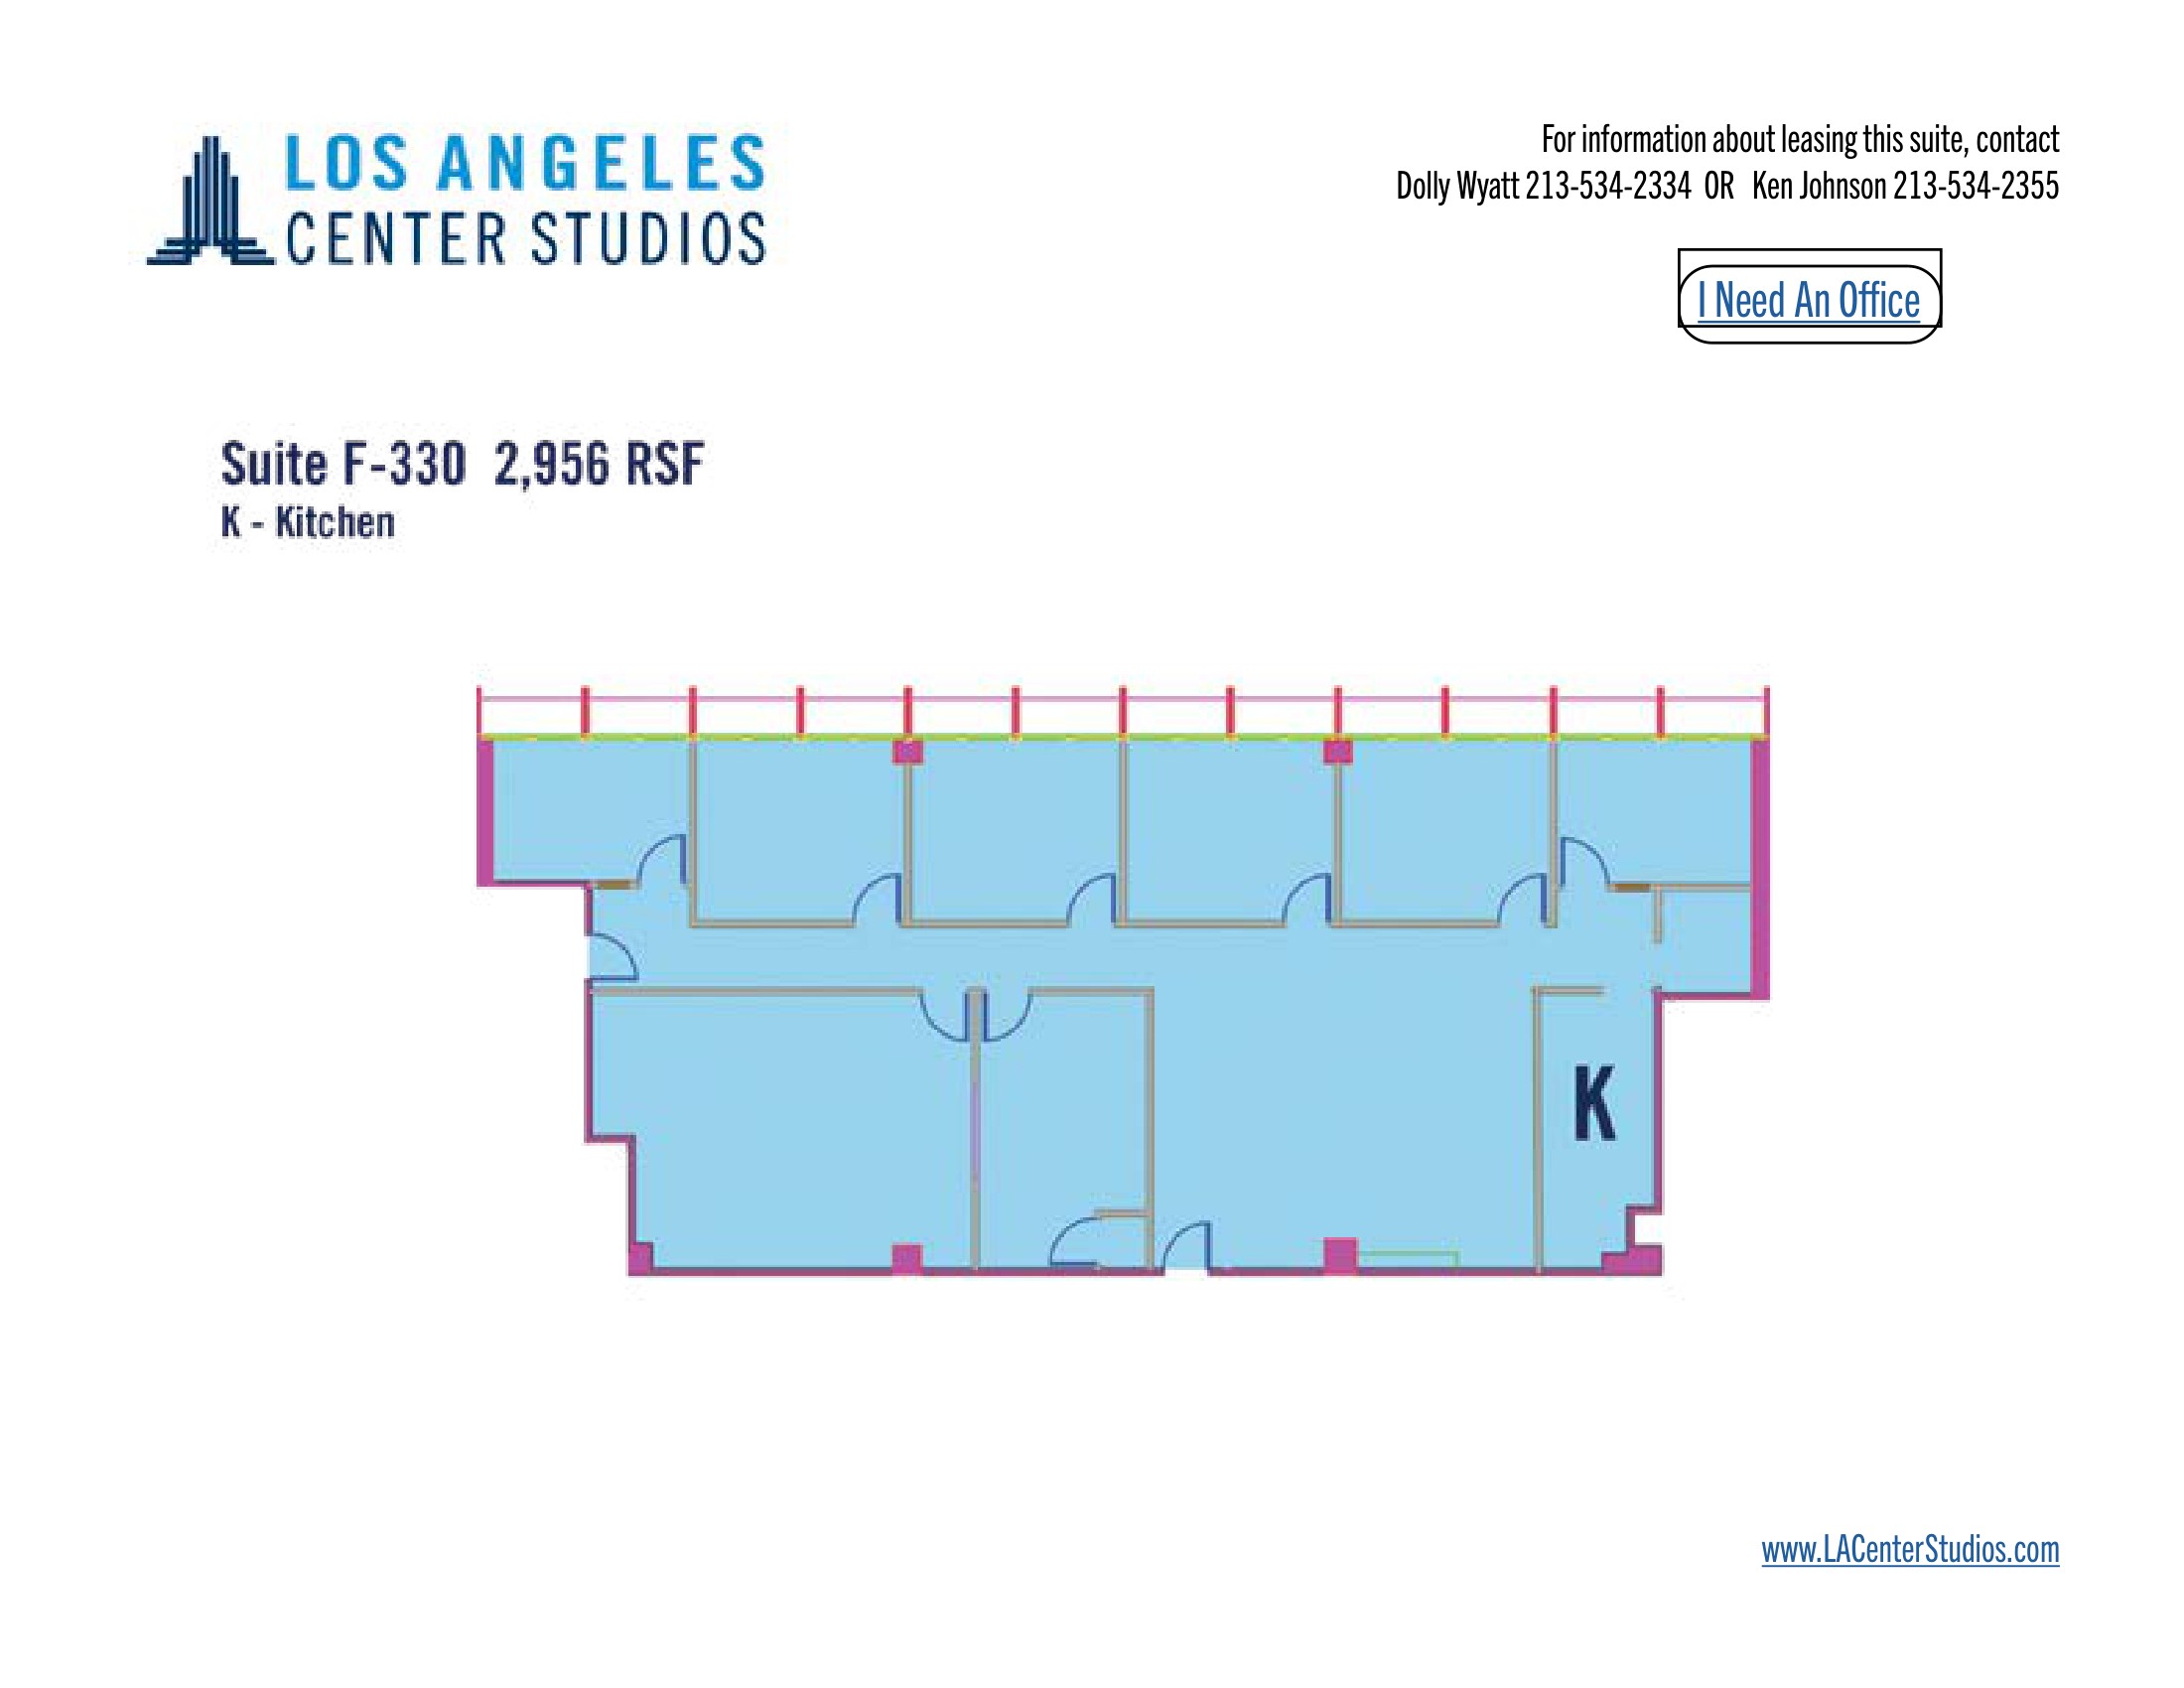 LOS ANGELES
CENTER STUDIOS
For information about leasing this suite, contact
Dolly Wyatt 213-534-2334 OR Ken Johnson 213-534-2355
I Need An Office
Suite F-330 2,956 RSF
K - Kitchen
K
www.LACenterStudios.com